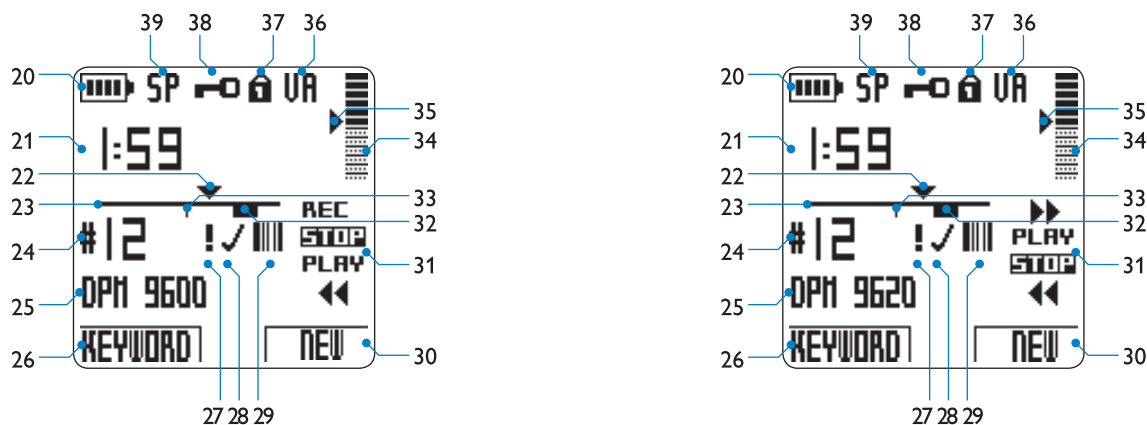 39 38 37 36
20 SP VA
35
21 1:59 34
22
23 33
REC 32
24 #12 ! ✓ STOP
PLAY 31
25 DPM 9600
26 KEYWORD NEW 30
27 28 29
39 38 37 36
20 SP VA
35
21 1:59 34
22
23 33
32
24 #12 ! ✓ PLAY
STOP 31
25 DPM 9620
26 KEYWORD NEW 30
27 28 29